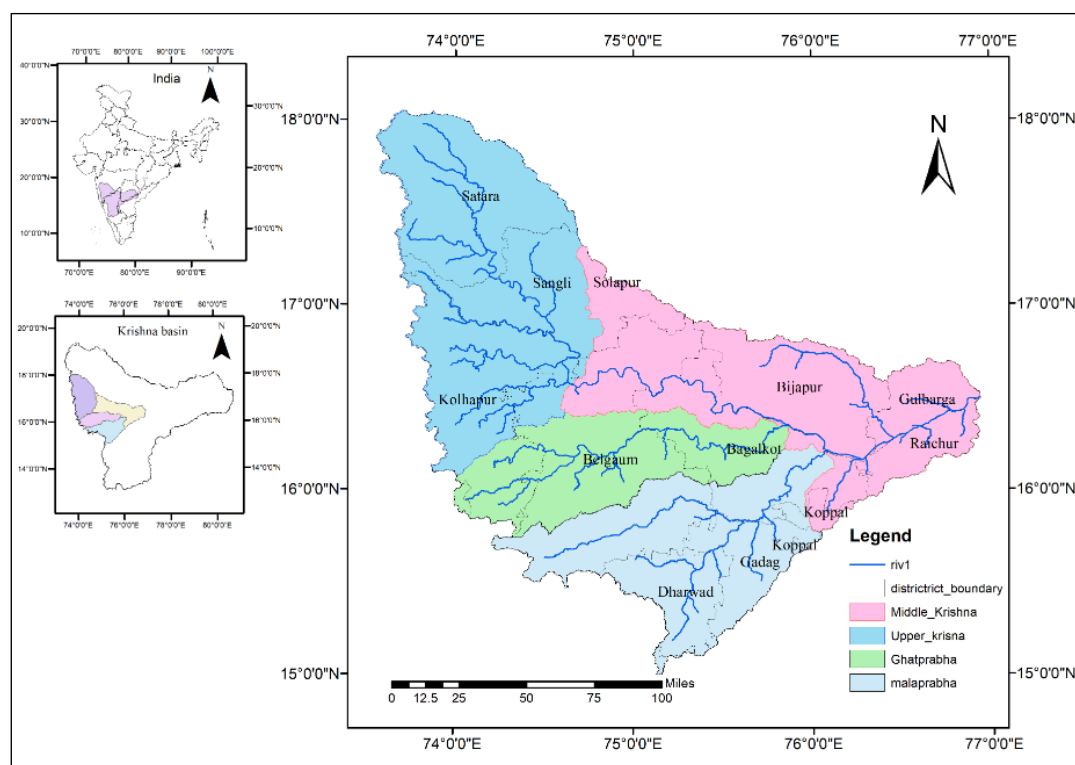 70°0'0"E 80°0'0"E 100°0'0"E
40°0'0"N
India
N
30°0'0"N
30°0'0"N
20°0'0"N
20°0'0"N
10°0'0"N
10°0'0"N
70°0'0"E 80°0'0"E 90°0'0"E
74°0'0"E 76°0'0"E 78°0'0"E 80°0'0"E
20°0'0"N
20°0'0"N
Krishna basin
N
18°0'0"N
18°0'0"N
16°0'0"N
16°0'0"N
14°0'0"N
14°0'0"N
74°0'0"E 76°0'0"E 78°0'0"E 80°0'0"E
74°0'0"E 75°0'0"E 76°0'0"E 77°0'0"E
18°0'0"N
18°0'0"N
N
Satara
Sangli
Solapur
17°0'0"N
17°0'0"N
Kolhapur
Bijapur
Gulbarga
Raichur
Belgaum
Bagalkot
16°0'0"N
16°0'0"N
Koppal
Koppal
Gadag
Dharwad
15°0'0"N
15°0'0"N
Legend
riv1
districtrict_boundary
Middle_Krishna
Upper_krisna
Ghatprabha
malaprabha
Miles
0 12.5 25 50 75 100
74°0'0"E 75°0'0"E 76°0'0"E 77°0'0"E